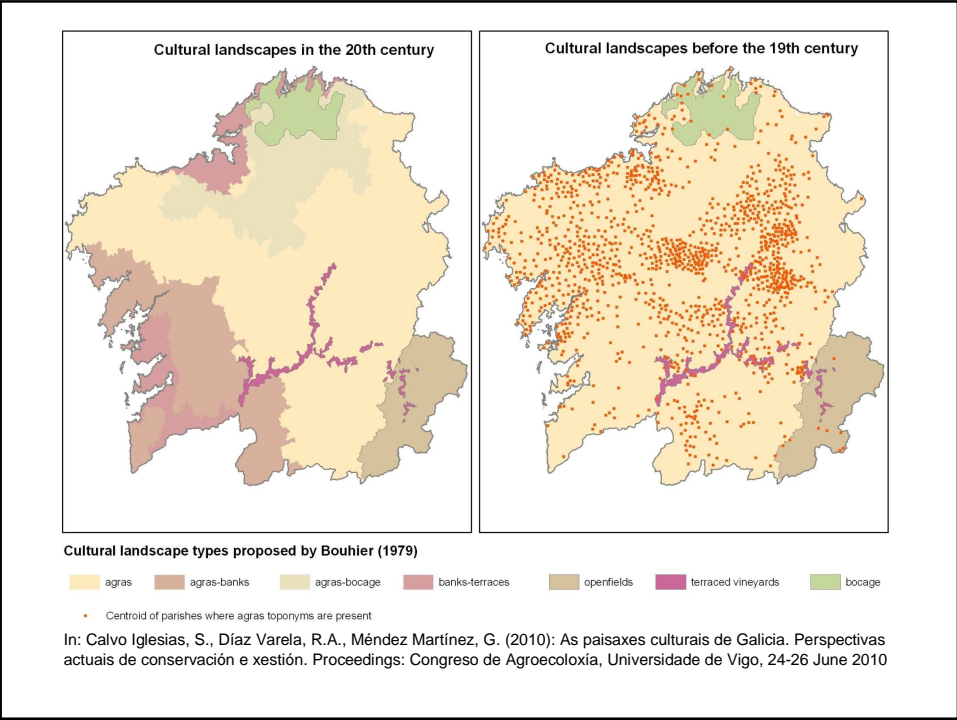 Cultural landscapes in the 20th century
Cultural landscapes before the 19th century
Cultural landscape types proposed by Bouhier (1979)
agras
agras-banks
agras-bocage
banks-terraces
openfields
terraced vineyards
bocage
Centroid of parishes where agras toponyms are present
In: Calvo Iglesias, S., Díaz Varela, R.A., Méndez Martínez, G. (2010): As paisaxes culturais de Galicia. Perspectivas
actuais de conservación e xestión. Proceedings: Congreso de Agroecoloxía, Universidade de Vigo, 24-26 June 2010